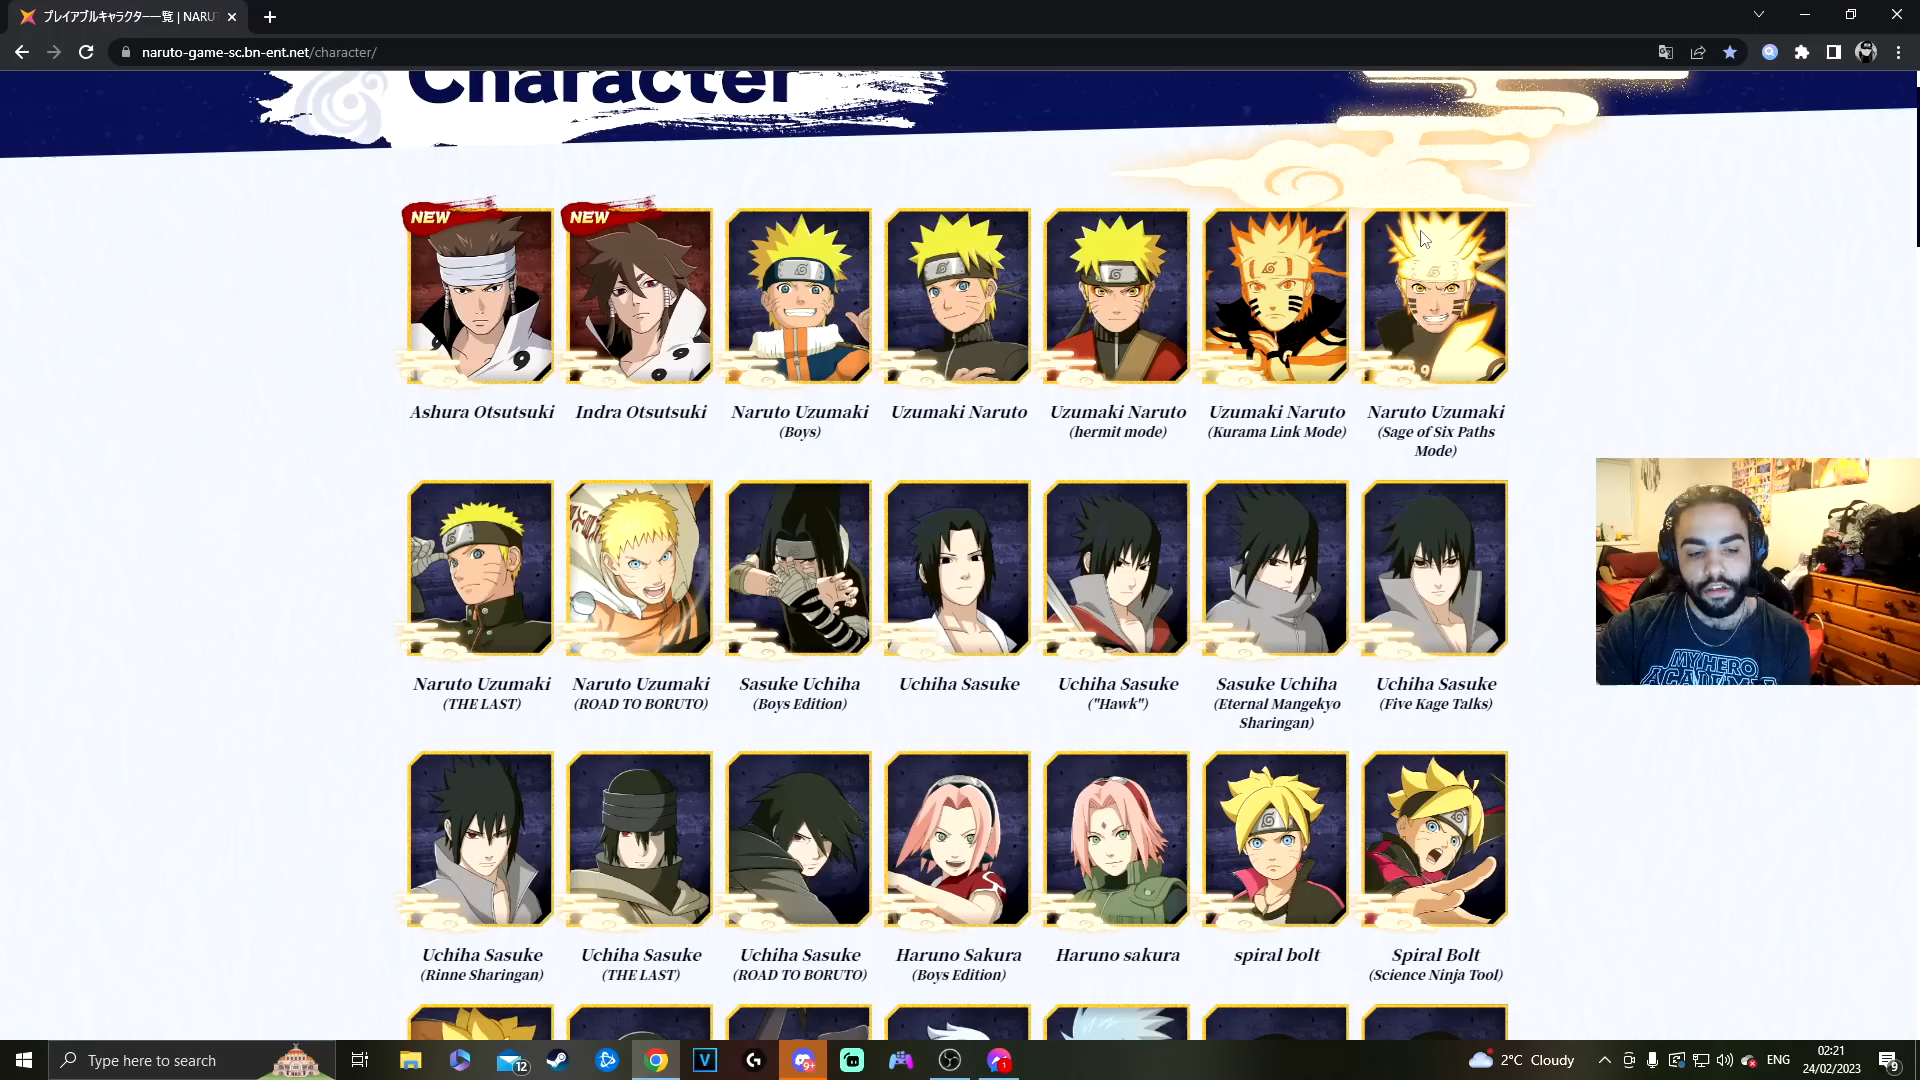 プレイアブルキャラクター一覧 | NARU
naruto-game-sc.bn-ent.net/character/
Character
NEW
NEW
Ashura Otsutsuki
Indra Otsutsuki
Naruto Uzumaki
(Boys)
Uzumaki Naruto
Uzumaki Naruto
(hermit mode)
Uzumaki Naruto
(Kurama Link Mode)
Naruto Uzumaki
(Sage of Six Paths
Mode)
Naruto Uzumaki
(THE LAST)
Naruto Uzumaki
(ROAD TO BORUTO)
Sasuke Uchiha
(Boys Edition)
Uchiha Sasuke
Uchiha Sasuke
("Hawk")
Sasuke Uchiha
(Eternal Mangekyo
Sharingan)
Uchiha Sasuke
(Five Kage Talks)
MY HERO
ACADEMIA
Uchiha Sasuke
(Rinne Sharingan)
Uchiha Sasuke
(THE LAST)
Uchiha Sasuke
(ROAD TO BORUTO)
Haruno Sakura
(Boys Edition)
Haruno sakura
spiral bolt
Spiral Bolt
(Science Ninja Tool)
Type here to search
12
V
9+
1
2°C Cloudy
ENG
02:21
24/02/2023
9